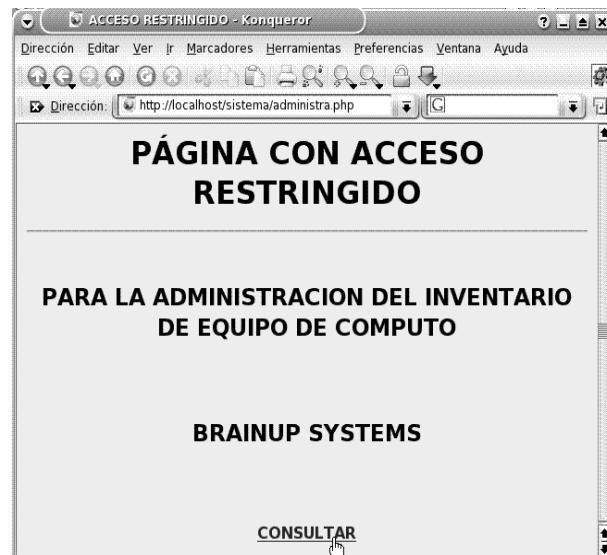 ACCESO RESTRINGIDO - Konqueror
Dirección Editar Ver Ir Marcadores Herramientas Preferencias Ventana Ayuda
Dirección: http://localhost/sistema/administra.php G
PÁGINA CON ACCESO
RESTRINGIDO
PARA LA ADMINISTRACION DEL INVENTARIO
DE EQUIPO DE COMPUTO
BRAINUP SYSTEMS
CONSULTAR